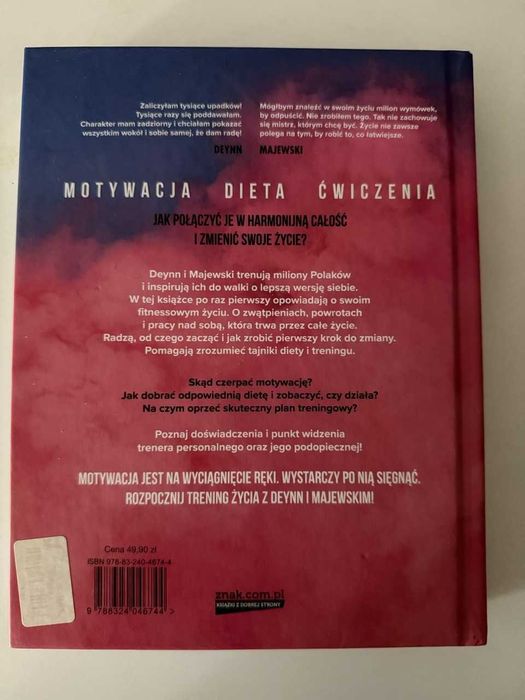 Zaliczyłam tysiące upadków!
Tysiące razy się poddawałam.
Charakter mam zadziorny i chciałam pokazać
wszystkim wokół i sobie samej, że dam radę!
DEYNN
Mógłbym znaleźć w swoim życiu milion wymówek,
by odpuścić. Nie zrobiłem tego. Tak nie zachowuje
się mistrz, którym chcę być. Życie nie zawsze
polega na tym, by robić to, co łatwiejsze.
MAJEWSKI
MOTYWACJA DIETA ĆWICZENIA
JAK POŁĄCZYĆ JE W HARMONIJNĄ CAŁOŚĆ
I ZMIENIĆ SWOJE ŻYCIE?
Deynn i Majewski trenują miliony Polaków
i inspirują ich do walki o lepszą wersję siebie.
W tej książce po raz pierwszy opowiadają o swoim
fitnessowym życiu. O zwątpieniach, powrotach
i pracy nad sobą, która trwa przez całe życie.
Radzą, od czego zacząć i jak zrobić pierwszy krok do zmiany.
Pomagają zrozumieć tajniki diety i treningu.
Skąd czerpać motywację?
Jak dobrać odpowiednią dietę i zobaczyć, czy działa?
Na czym oprzeć skuteczny plan treningowy?
Poznaj doświadczenia i punkt widzenia
trenera personalnego oraz jego podopiecznej!
MOTYWACJA JEST NA WYCIĄGNIĘCIE RĘKI. WYSTARCZY PO NIĄ SIĘGNĄĆ.
ROZPOCZNIJ TRENING ŻYCIA Z DEYNN I MAJEWSKIM!
Cena 49,90 zł
ISBN 978-83-240-4674-4
9 788324 046744 >
znak.com.pl
KSIĄŻKI Z DOBREJ STRONY